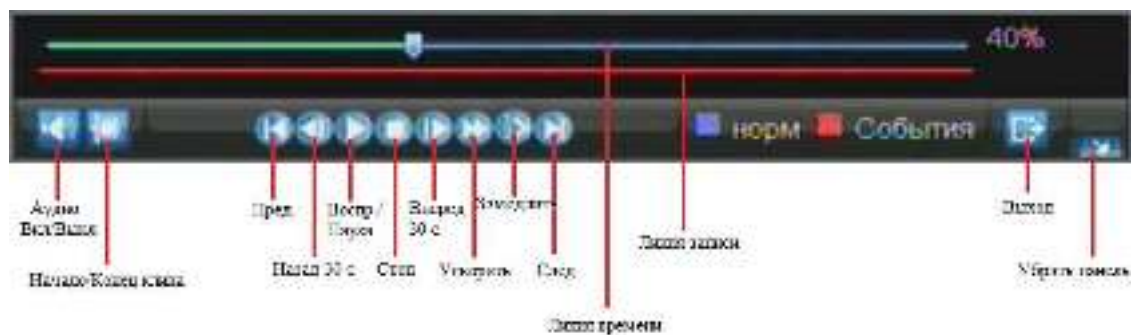 40%
норм События
Аудио
Вкл/Выкл
Пред.
Воспр /
Пауза
Вперед
30 с
Замедлить
Выход
Линия записи
Начало/Конец клипа
Назад 30 с
Стоп
Ускорить
След
Убрать панель
Линия времени